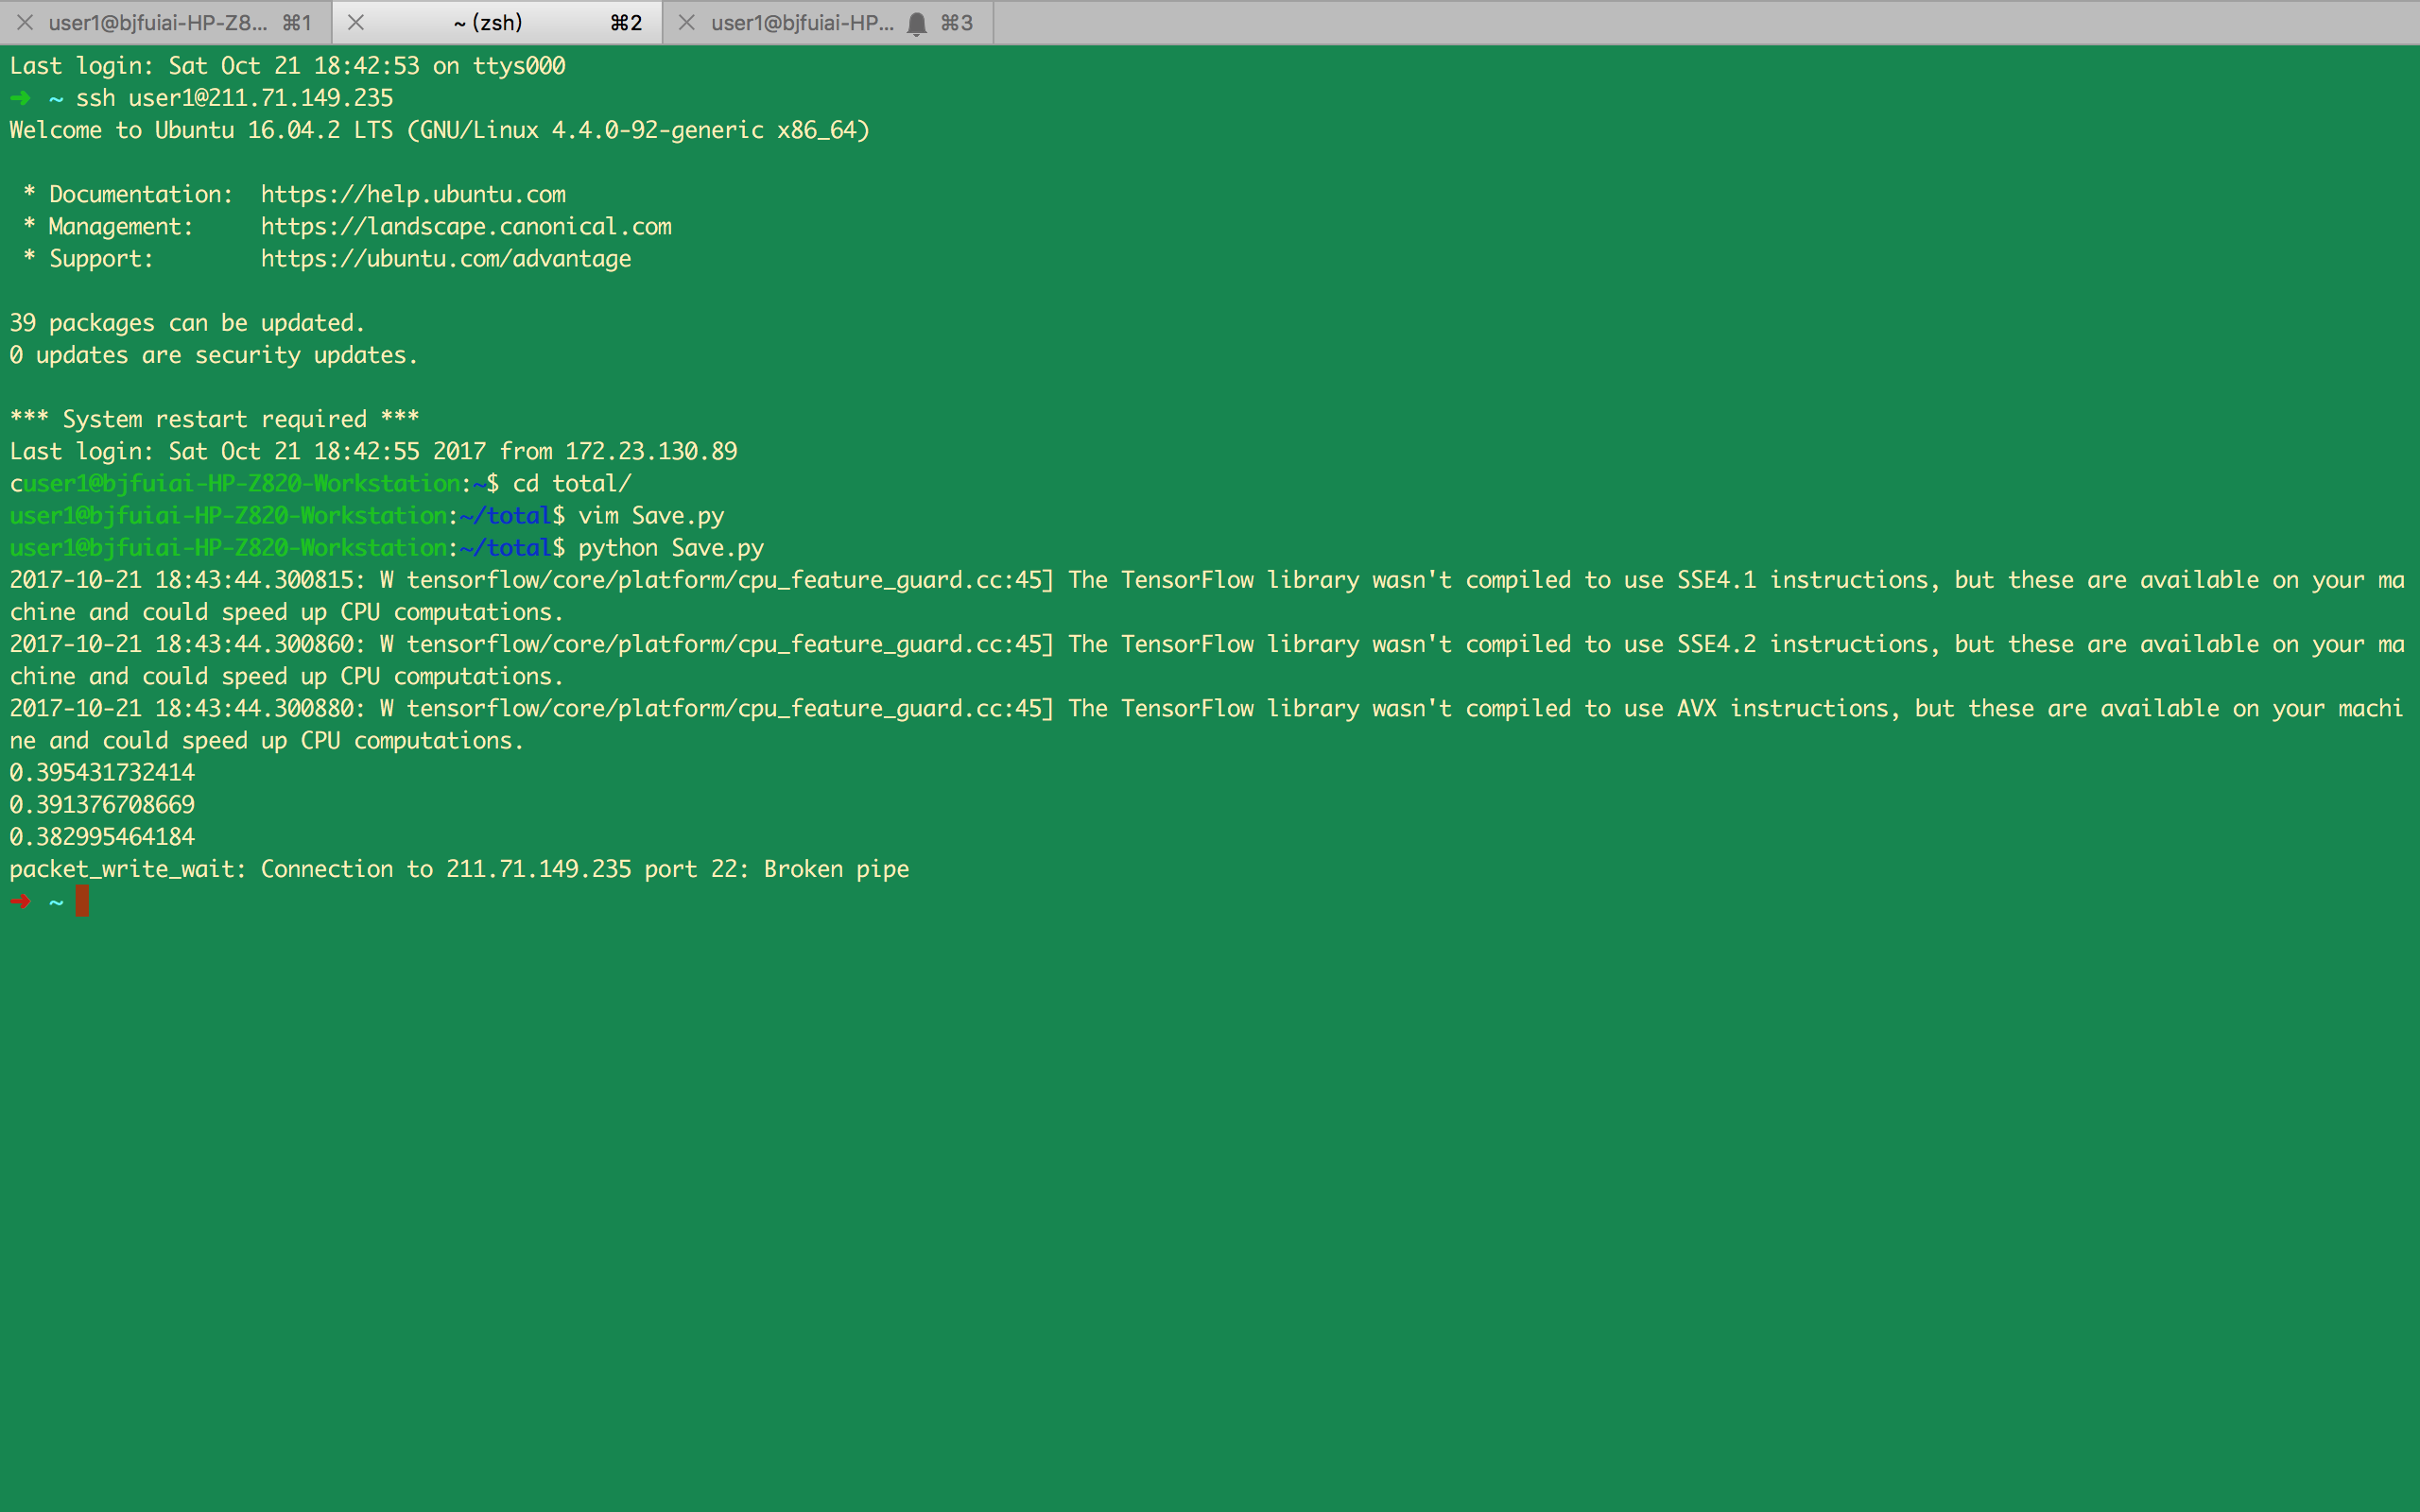 user1@bjfuiai-HP-Z8... ⌘1 ~ (zsh) ⌘2 user1@bjfuiai-HP... ⌘3
Last login: Sat Oct 21 18:42:53 on ttys000
➜ ~ ssh user1@211.71.149.235
Welcome to Ubuntu 16.04.2 LTS (GNU/Linux 4.4.0-92-generic x86_64)
* Documentation: https://help.ubuntu.com
* Management: https://landscape.canonical.com
* Support: https://ubuntu.com/advantage
39 packages can be updated.
0 updates are security updates.
*** System restart required ***
Last login: Sat Oct 21 18:42:55 2017 from 172.23.130.89
cuser1@bjfuiai-HP-Z820-Workstation:~$ cd total/
user1@bjfuiai-HP-Z820-Workstation:~/total$ vim Save.py
user1@bjfuiai-HP-Z820-Workstation:~/total$ python Save.py
2017-10-21 18:43:44.300815: W tensorflow/core/platform/cpu_feature_guard.cc:45] The TensorFlow library wasn't compiled to use SSE4.1 instructions, but these are available on your ma
chine and could speed up CPU computations.
2017-10-21 18:43:44.300860: W tensorflow/core/platform/cpu_feature_guard.cc:45] The TensorFlow library wasn't compiled to use SSE4.2 instructions, but these are available on your ma
chine and could speed up CPU computations.
2017-10-21 18:43:44.300880: W tensorflow/core/platform/cpu_feature_guard.cc:45] The TensorFlow library wasn't compiled to use AVX instructions, but these are available on your machi
ne and could speed up CPU computations.
0.395431732414
0.391376708669
0.382995464184
packet_write_wait: Connection to 211.71.149.235 port 22: Broken pipe
➜ ~